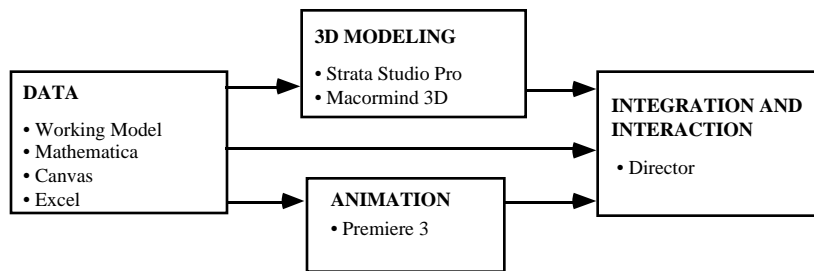 DATA
• Working Model
• Mathematica
• Canvas
• Excel
3D MODELING
• Strata Studio Pro
• Macormind 3D
ANIMATION
• Premiere 3
INTEGRATION AND
INTERACTION
• Director